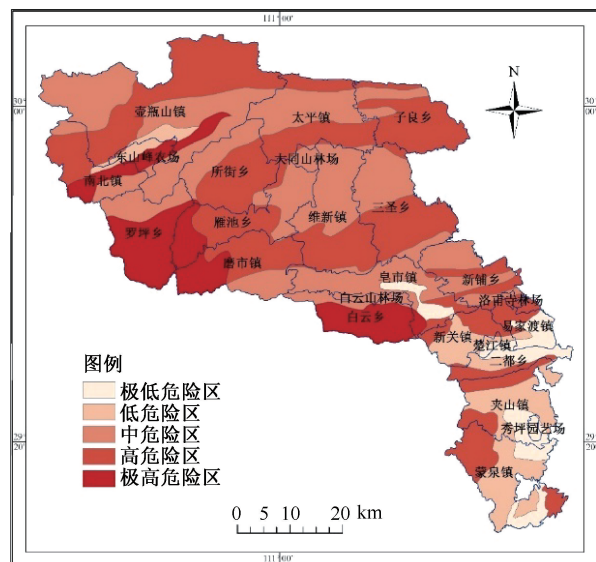 111°00′
N
30°
00′
壶瓶山镇
太平镇
子良乡
东山峰农场
南北镇
所街乡
大同山林场
罗坪乡
雁池乡
维新镇
三圣乡
磨市镇
皂市镇
新铺乡
白云山林场
洛甫寺林场
白云乡
新关镇
楚江镇
易家渡镇
二都乡
夹山镇
秀坪园艺场
蒙泉镇
图例
极低危险区
低危险区
中危险区
高危险区
极高危险区
0 5 10 20 km
29°
00′
111°00′